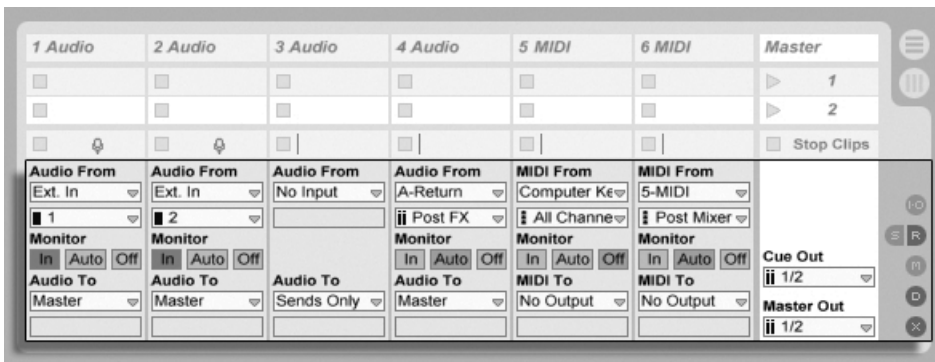 1 Audio 2 Audio 3 Audio 4 Audio 5 MIDI 6 MIDI Master
1
2
Stop Clips
Audio From Audio From Audio From Audio From MIDI From MIDI From
Ext. In Ext. In No Input A-Return Computer Ke 5-MIDI
1 2 Post FX All Channe Post Mixer
Monitor Monitor Monitor Monitor Monitor
In Auto Off In Auto Off In Auto Off In Auto Off In Auto Off
Cue Out
Audio To Audio To Audio To Audio To MIDI To MIDI To
1/2
Master Master Sends Only Master No Output No Output
Master Out
1/2
I-O
S R
M
D
X